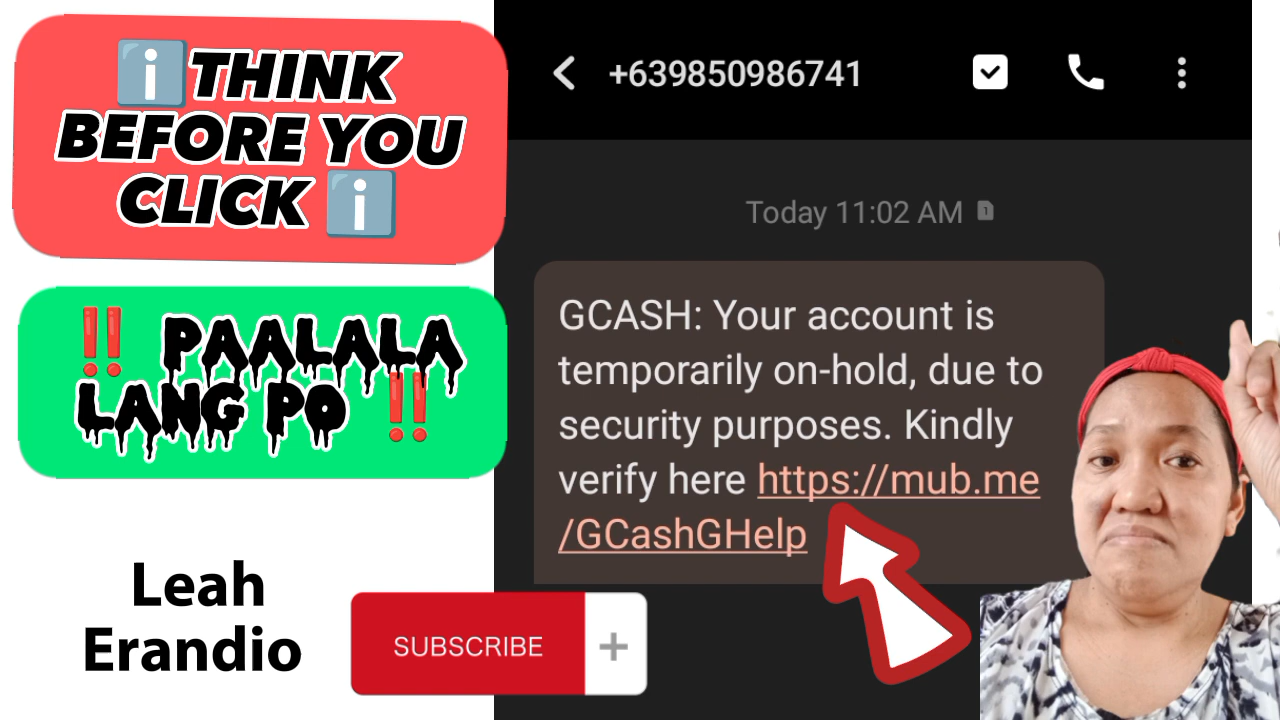 ℹ️THINK
BEFORE YOU
CLICK ℹ️
‼️ PAALALA
LANG PO ‼️
Leah
Erandio
SUBSCRIBE +
+639850986741
Today 11:02 AM 1
GCASH: Your account is
temporarily on-hold, due to
security purposes. Kindly
verify here https://mub.me
/GCashGHelp